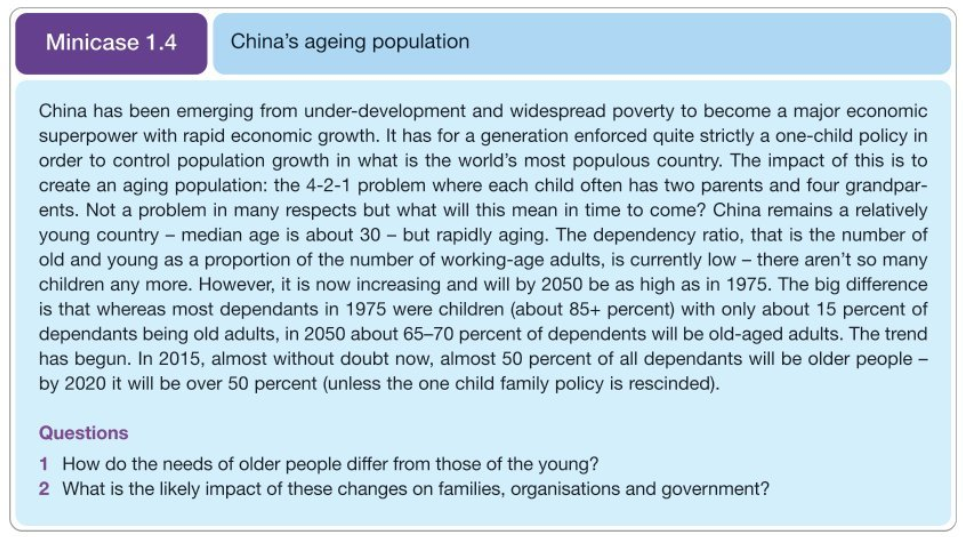 Minicase 1.4
China's ageing population
China has been emerging from under-development and widespread poverty to become a major economic
superpower with rapid economic growth. It has for a generation enforced quite strictly a one-child policy in
order to control population growth in what is the world's most populous country. The impact of this is to
create an aging population: the 4-2-1 problem where each child often has two parents and four grandpar-
ents. Not a problem in many respects but what will this mean in time to come? China remains a relatively
young country – median age is about 30 – but rapidly aging. The dependency ratio, that is the number of
old and young as a proportion of the number of working-age adults, is currently low – there aren't so many
children any more. However, it is now increasing and will by 2050 be as high as in 1975. The big difference
is that whereas most dependants in 1975 were children (about 85+ percent) with only about 15 percent of
dependants being old adults, in 2050 about 65–70 percent of dependents will be old-aged adults. The trend
has begun. In 2015, almost without doubt now, almost 50 percent of all dependants will be older people –
by 2020 it will be over 50 percent (unless the one child family policy is rescinded).
Questions
1 How do the needs of older people differ from those of the young?
2 What is the likely impact of these changes on families, organisations and government?